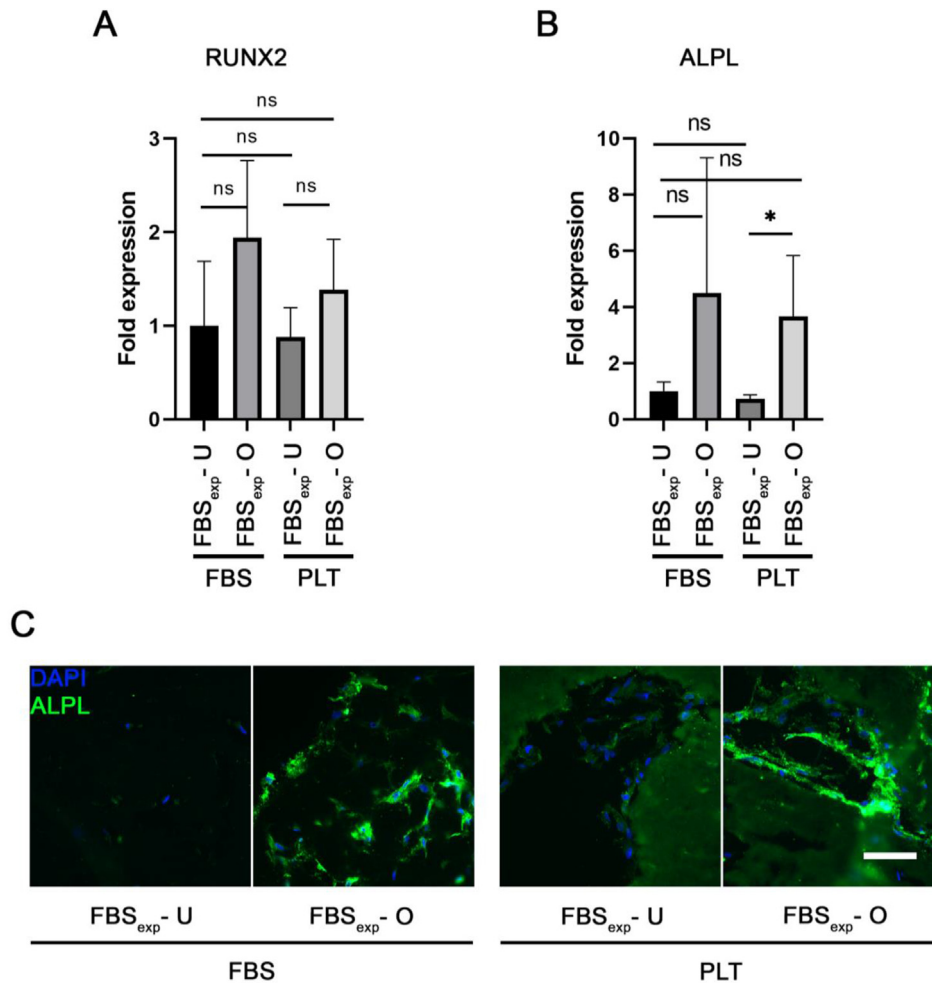 A
RUNX2
ns
ns
ns
ns
Fold expression
3
2
1
0
FBSexp- U
FBSexp- O
FBSexp- U
FBSexp- O
FBS
PLT
B
ALPL
ns
ns
ns
*
Fold expression
10
8
6
4
2
0
FBSexp- U
FBSexp- O
FBSexp- U
FBSexp- O
FBS
PLT
C
DAPI
ALPL
FBSexp- U
FBSexp- O
FBSexp- U
FBSexp- O
FBS
PLT